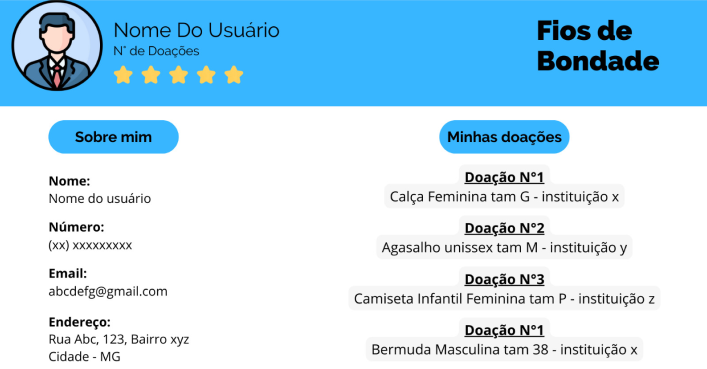 Nome Do Usuário
N° de Doações
Fios de
Bondade
Sobre mim
Nome:
Nome do usuário
Número:
(xx) xxxxxxxxx
Email:
abcdefg@gmail.com
Endereço:
Rua Abc, 123, Bairro xyz
Cidade - MG
Minhas doações
Doação N°1
Calça Feminina tam G - instituição x
Doação N°2
Agasalho unissex tam M - instituição y
Doação N°3
Camiseta Infantil Feminina tam P - instituição z
Doação N°1
Bermuda Masculina tam 38 - instituição x